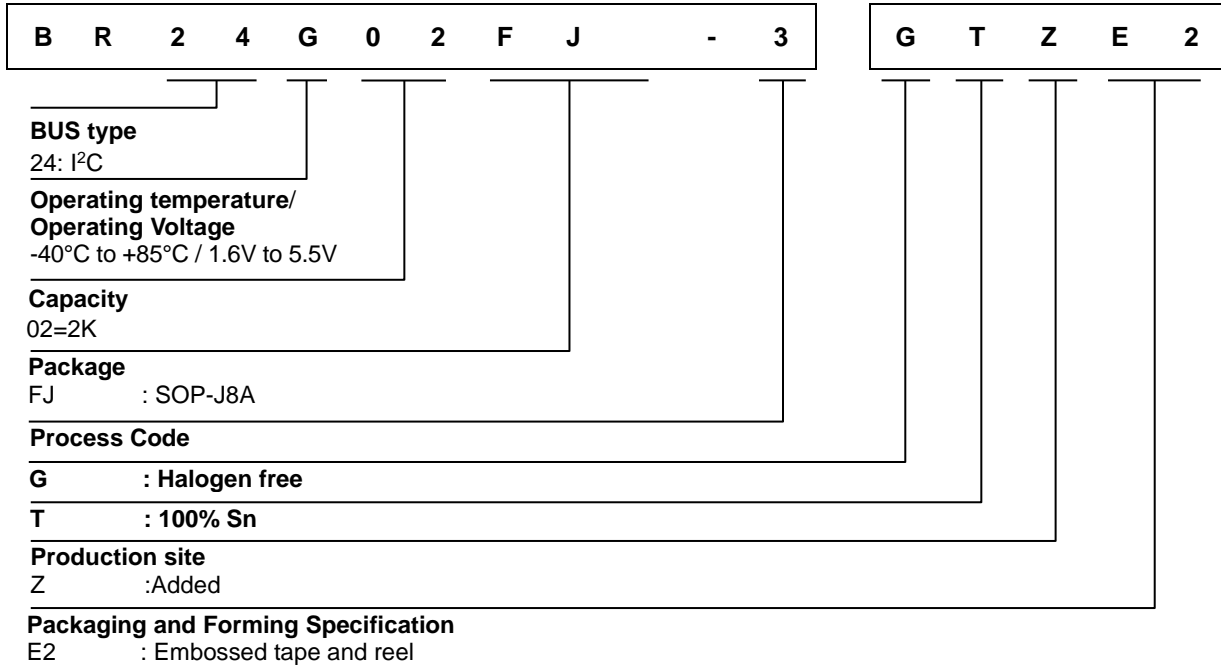 B R 2 4 G 0 2 F J - 3 G T Z E 2
BUS type
24: I²C
Operating temperature/
Operating Voltage
-40°C to +85°C / 1.6V to 5.5V
Capacity
02=2K
Package
FJ : SOP-J8A
Process Code
G : Halogen free
T : 100% Sn
Production site
Z :Added
Packaging and Forming Specification
E2 : Embossed tape and reel